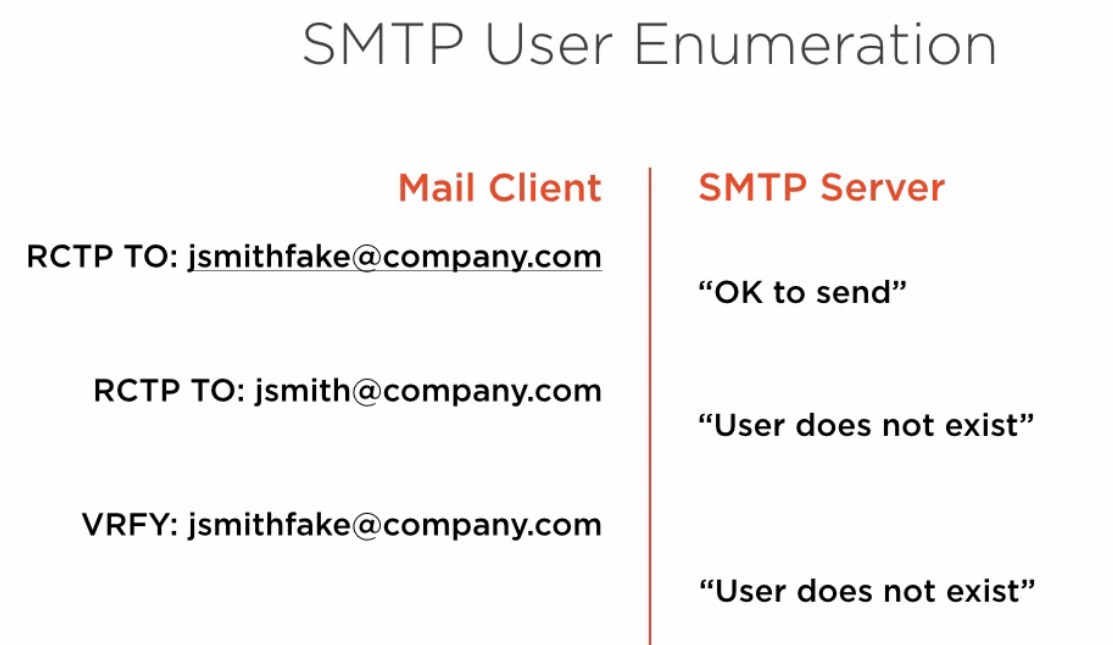 SMTP User Enumeration
Mail Client
SMTP Server
RCTP TO: jsmithfake@company.com
“OK to send”
RCTP TO: jsmith@company.com
“User does not exist”
VRFY: jsmithfake@company.com
“User does not exist”